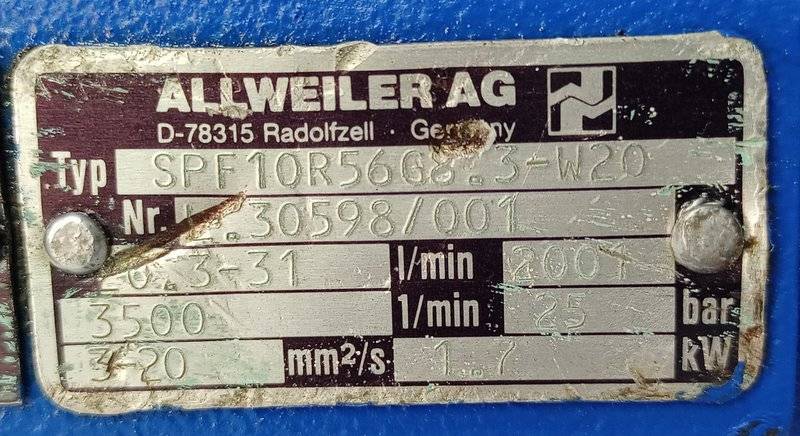 ALLWEILER AG
D-78315 Radolfzell · Germany
Typ SPF10R56G8.3-W20
Nr. .30598/001
20.3-31 l/min 2001
3500 1/min 25 bar
3-20 mm²/s 1.7 kW